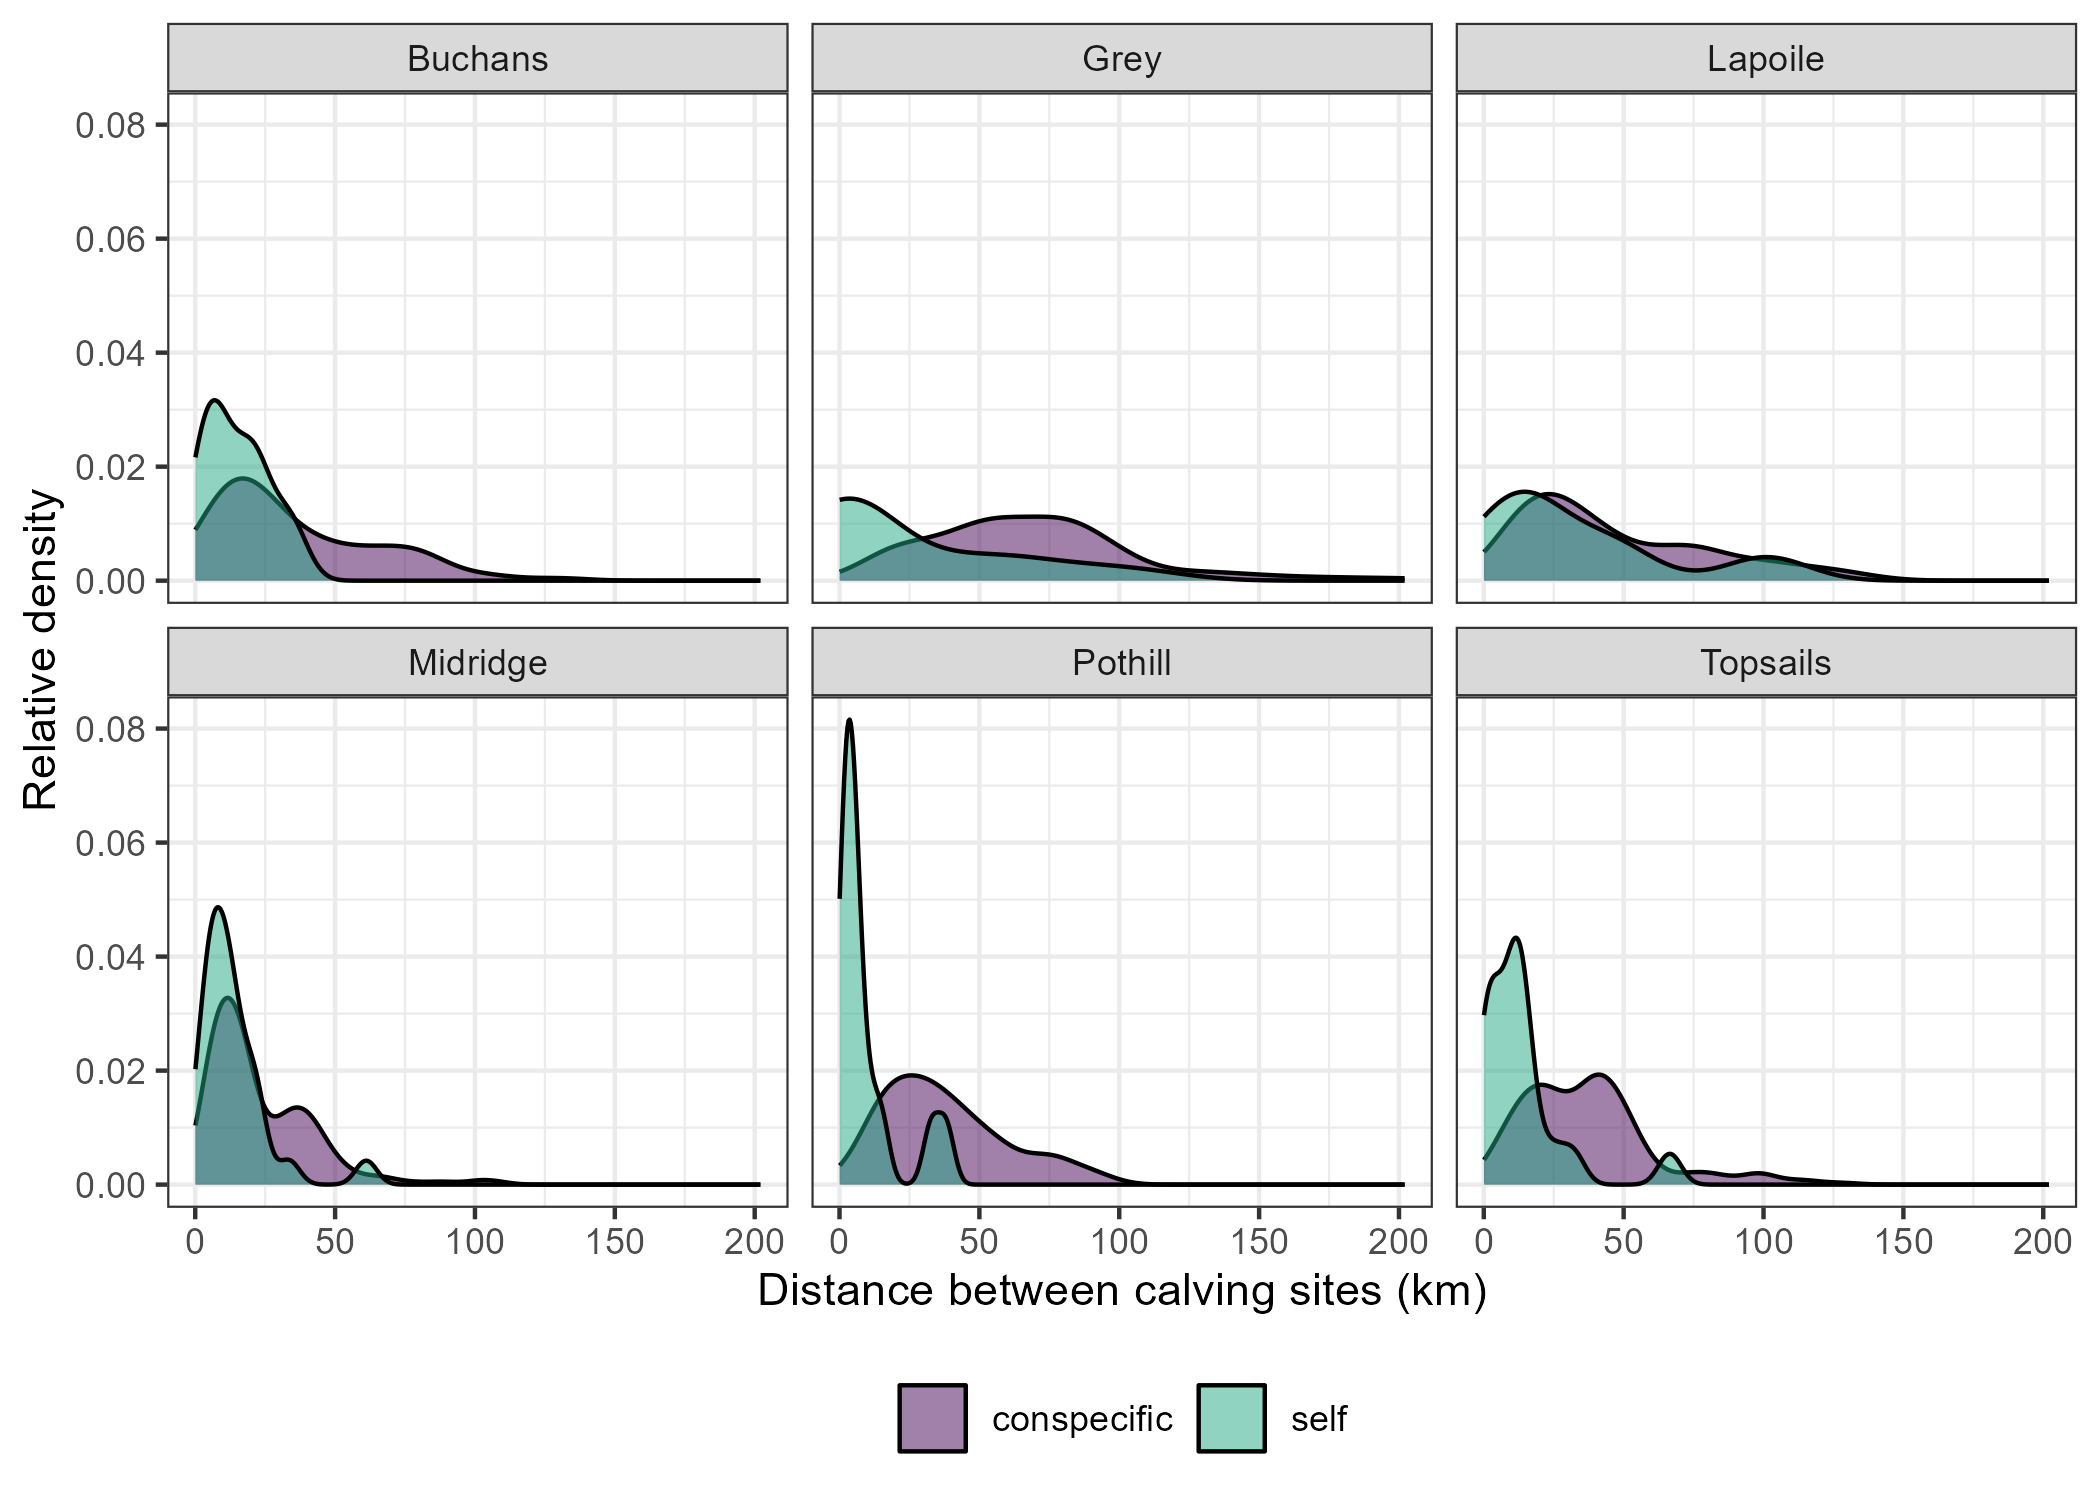 Buchans Grey Lapoile
0.08
0.06
0.04
0.02
0.00
Relative density
Midridge Pothill Topsails
0.08
0.06
0.04
0.02
0.00
0 50 100 150 200 0 50 100 150 200 0 50 100 150 200
Distance between calving sites (km)
conspecific self